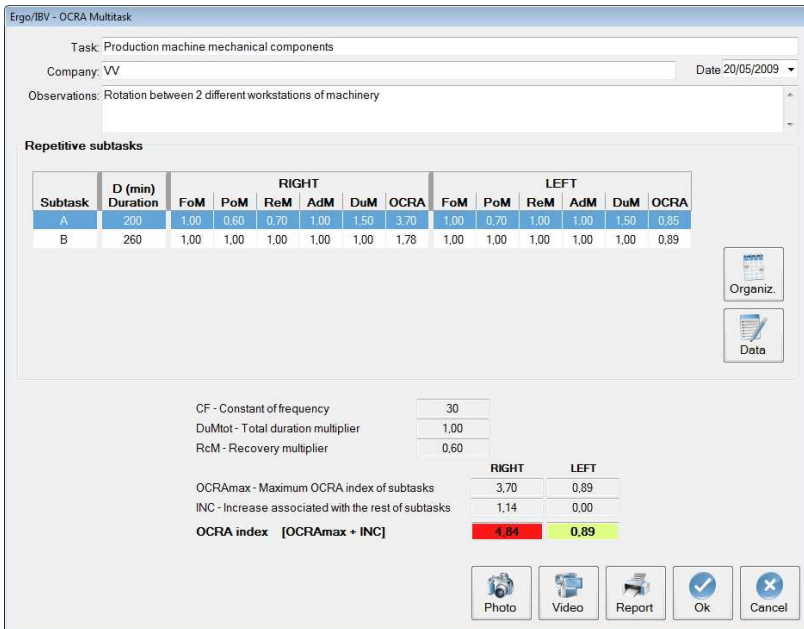 Ergo/IBV - OCRA Multitask
Task: Production machine mechanical components
Company: VV Date 20/05/2009
Observations: Rotation between 2 different workstations of machinery
Repetitive subtasks
RIGHT LEFT
Subtask D (min) Duration FoM PoM ReM AdM DuM OCRA FoM PoM ReM AdM DuM OCRA
A 200 1,00 0,60 0,70 1,00 1,50 3,70 1,00 0,70 1,00 1,00 1,50 0,85
B 260 1,00 1,00 1,00 1,00 1,00 1,78 1,00 1,00 1,00 1,00 1,00 0,89
Organiz.
Data
CF - Constant of frequency 30
DuMtot - Total duration multiplier 1,00
RcM - Recovery multiplier 0,60
RIGHT LEFT
OCRAmax - Maximum OCRA index of subtasks 3,70 0,89
INC - Increase associated with the rest of subtasks 1,14 0,00
OCRA index [OCRAmax + INC] 4,84 0,89
Photo Video Report Ok Cancel